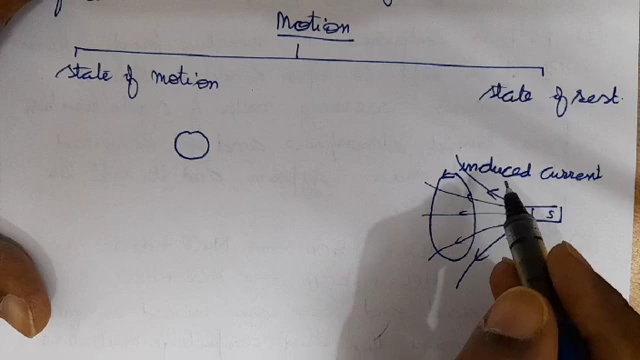 Motion
state of motion
state of rest.
induced current
S